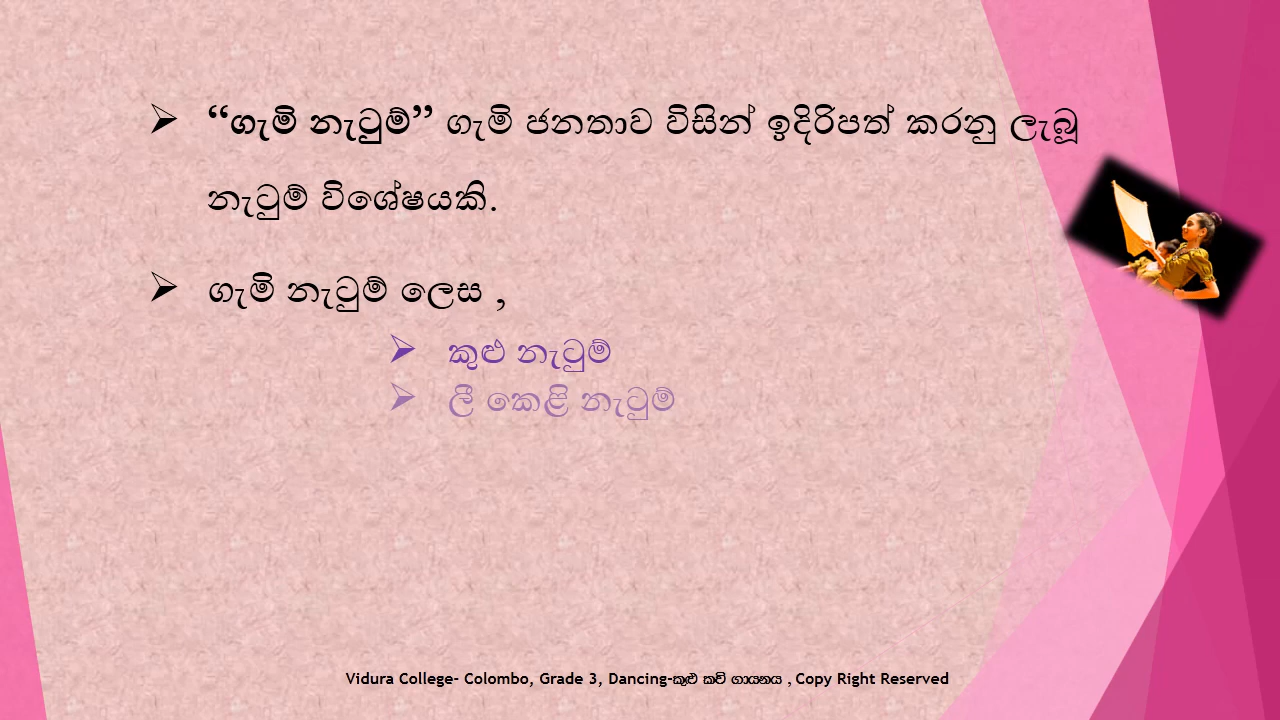 ➢ “ගැමි නැටුම්” ගැමි ජනතාව විසින් ඉදිරිපත් කරනු ලැබූ
නැටුම් විශේෂයකි.
➢ ගැමි නැටුම් ලෙස ,
➢ කුළු නැටුම්
➢ ලී කෙළි නැටුම්
Vidura College- Colombo, Grade 3, Dancing-කුළු කවි ගායනය , Copy Right Reserved